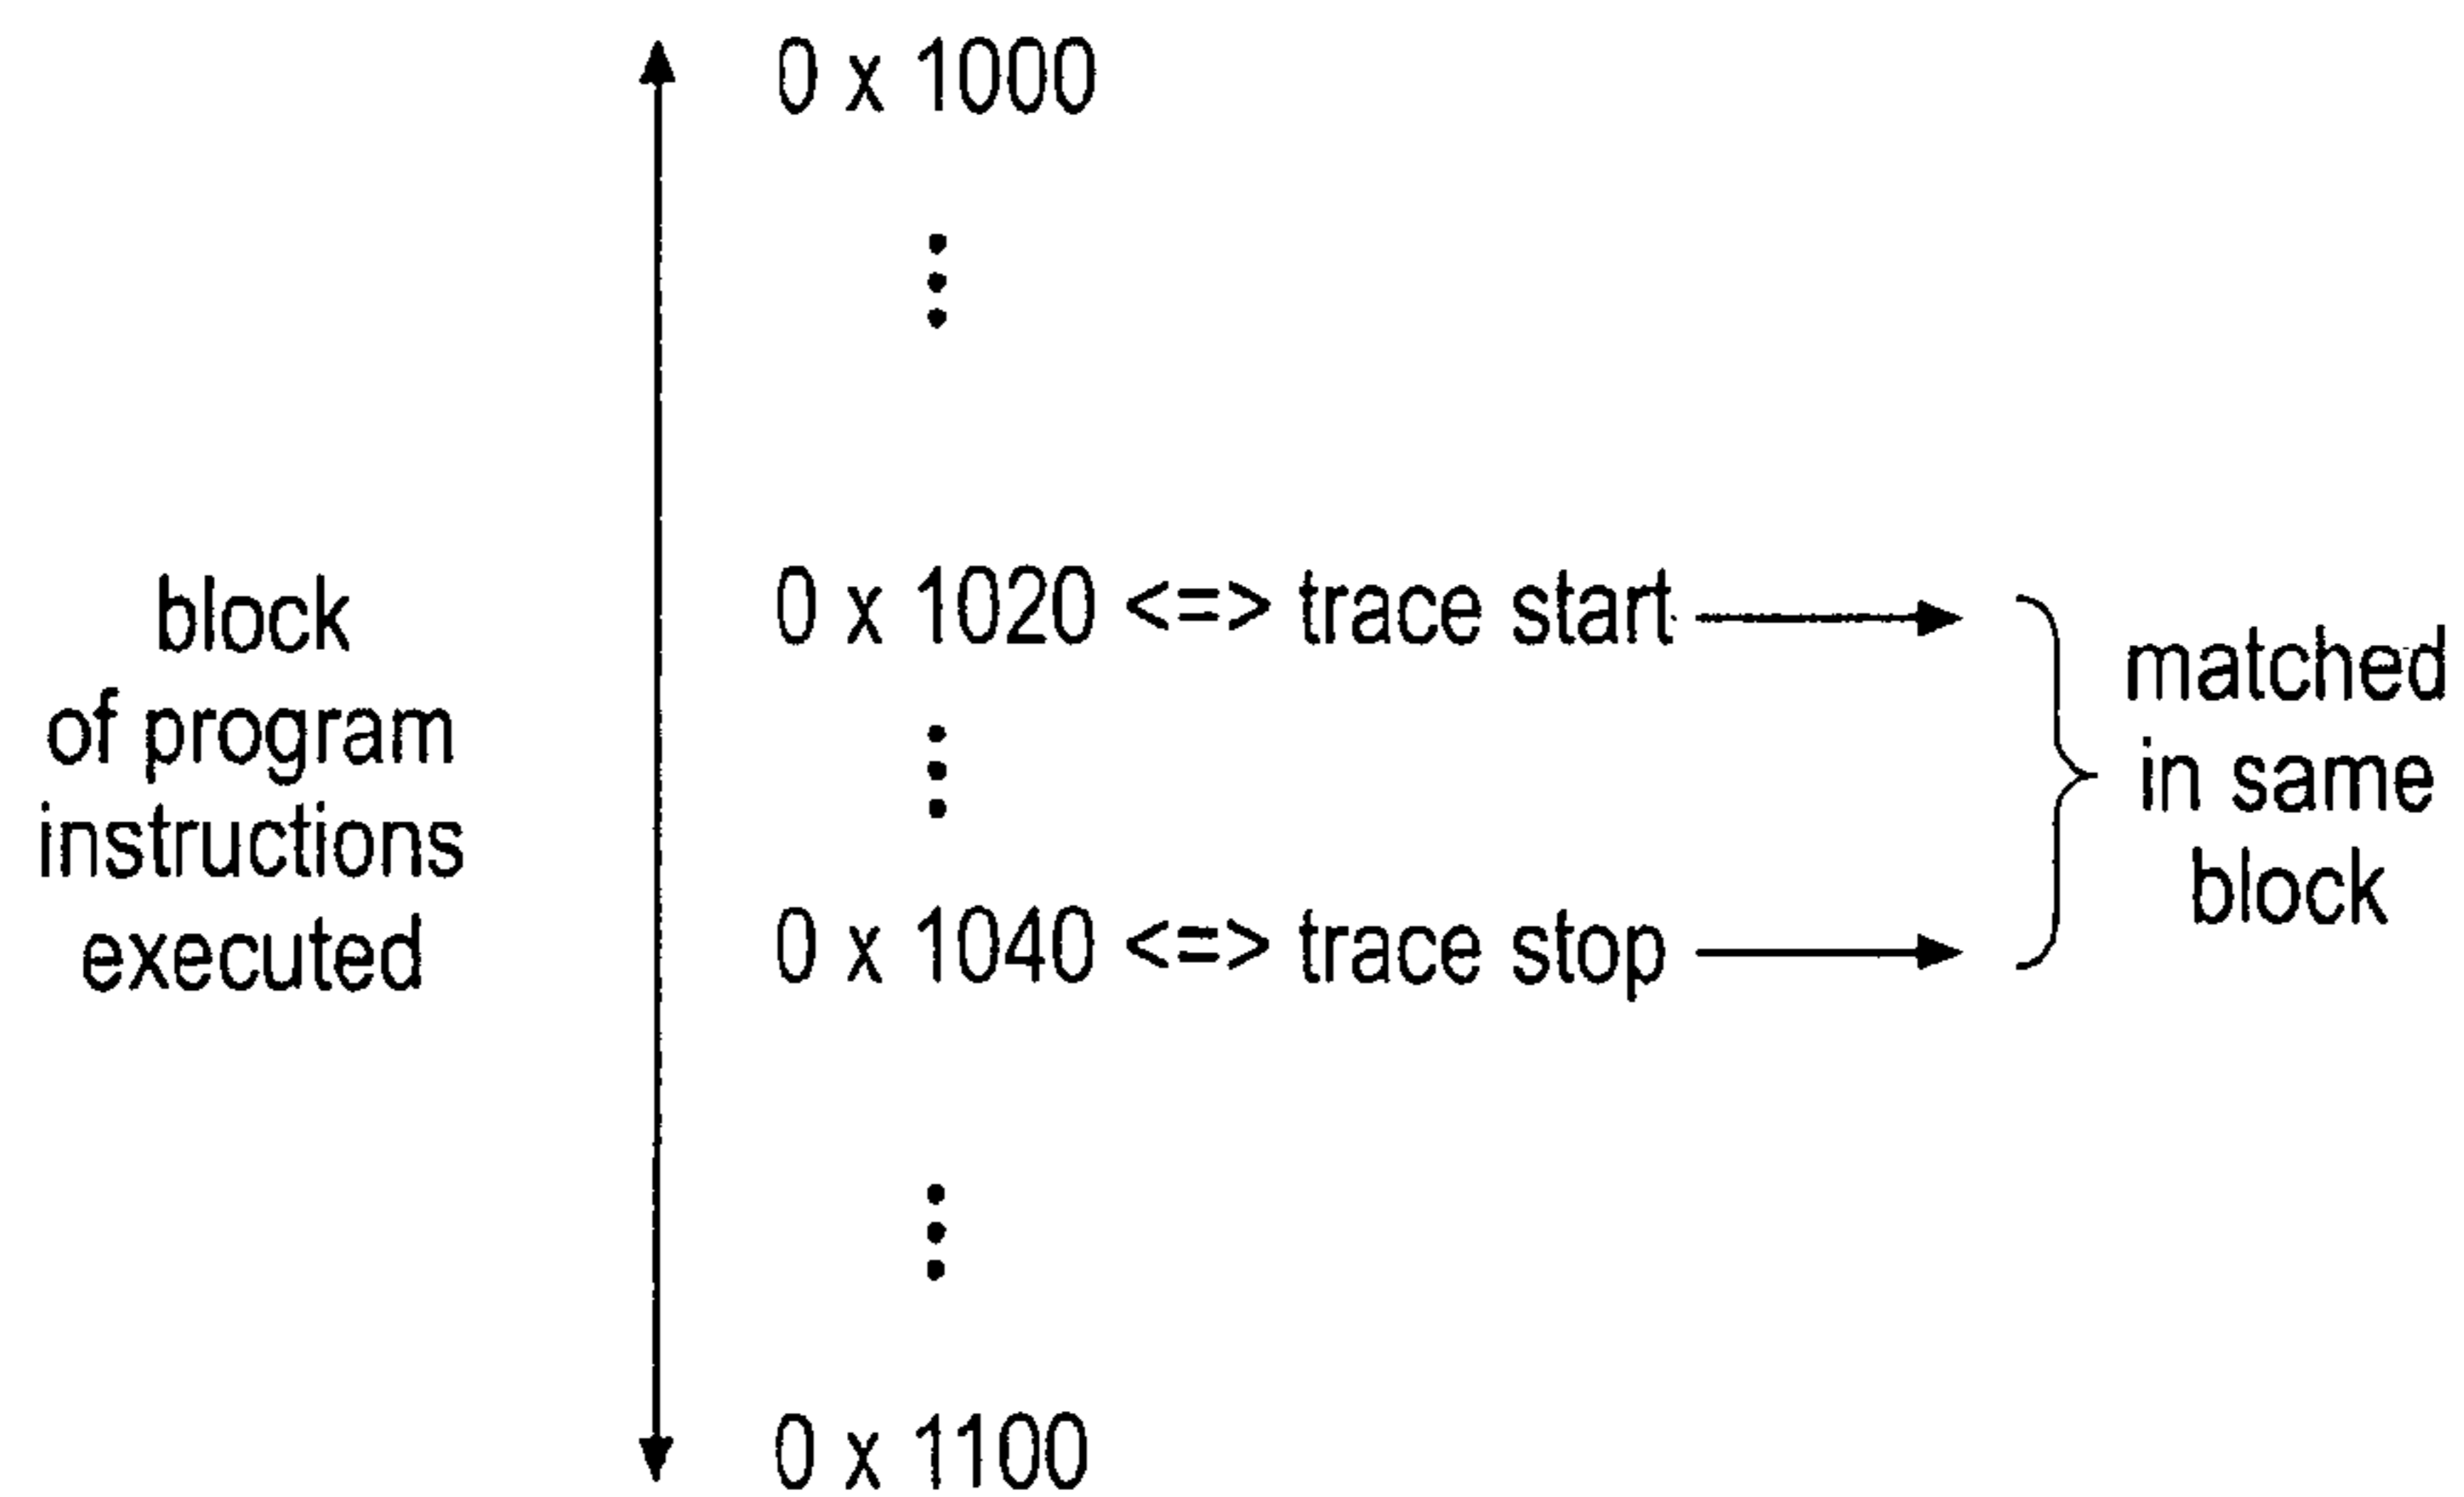 0 x 1000
0 x 1020 <=> trace start
0 x 1040 <=> trace stop
0 x 1100
block
of program
instructions
executed
matched
in same
block